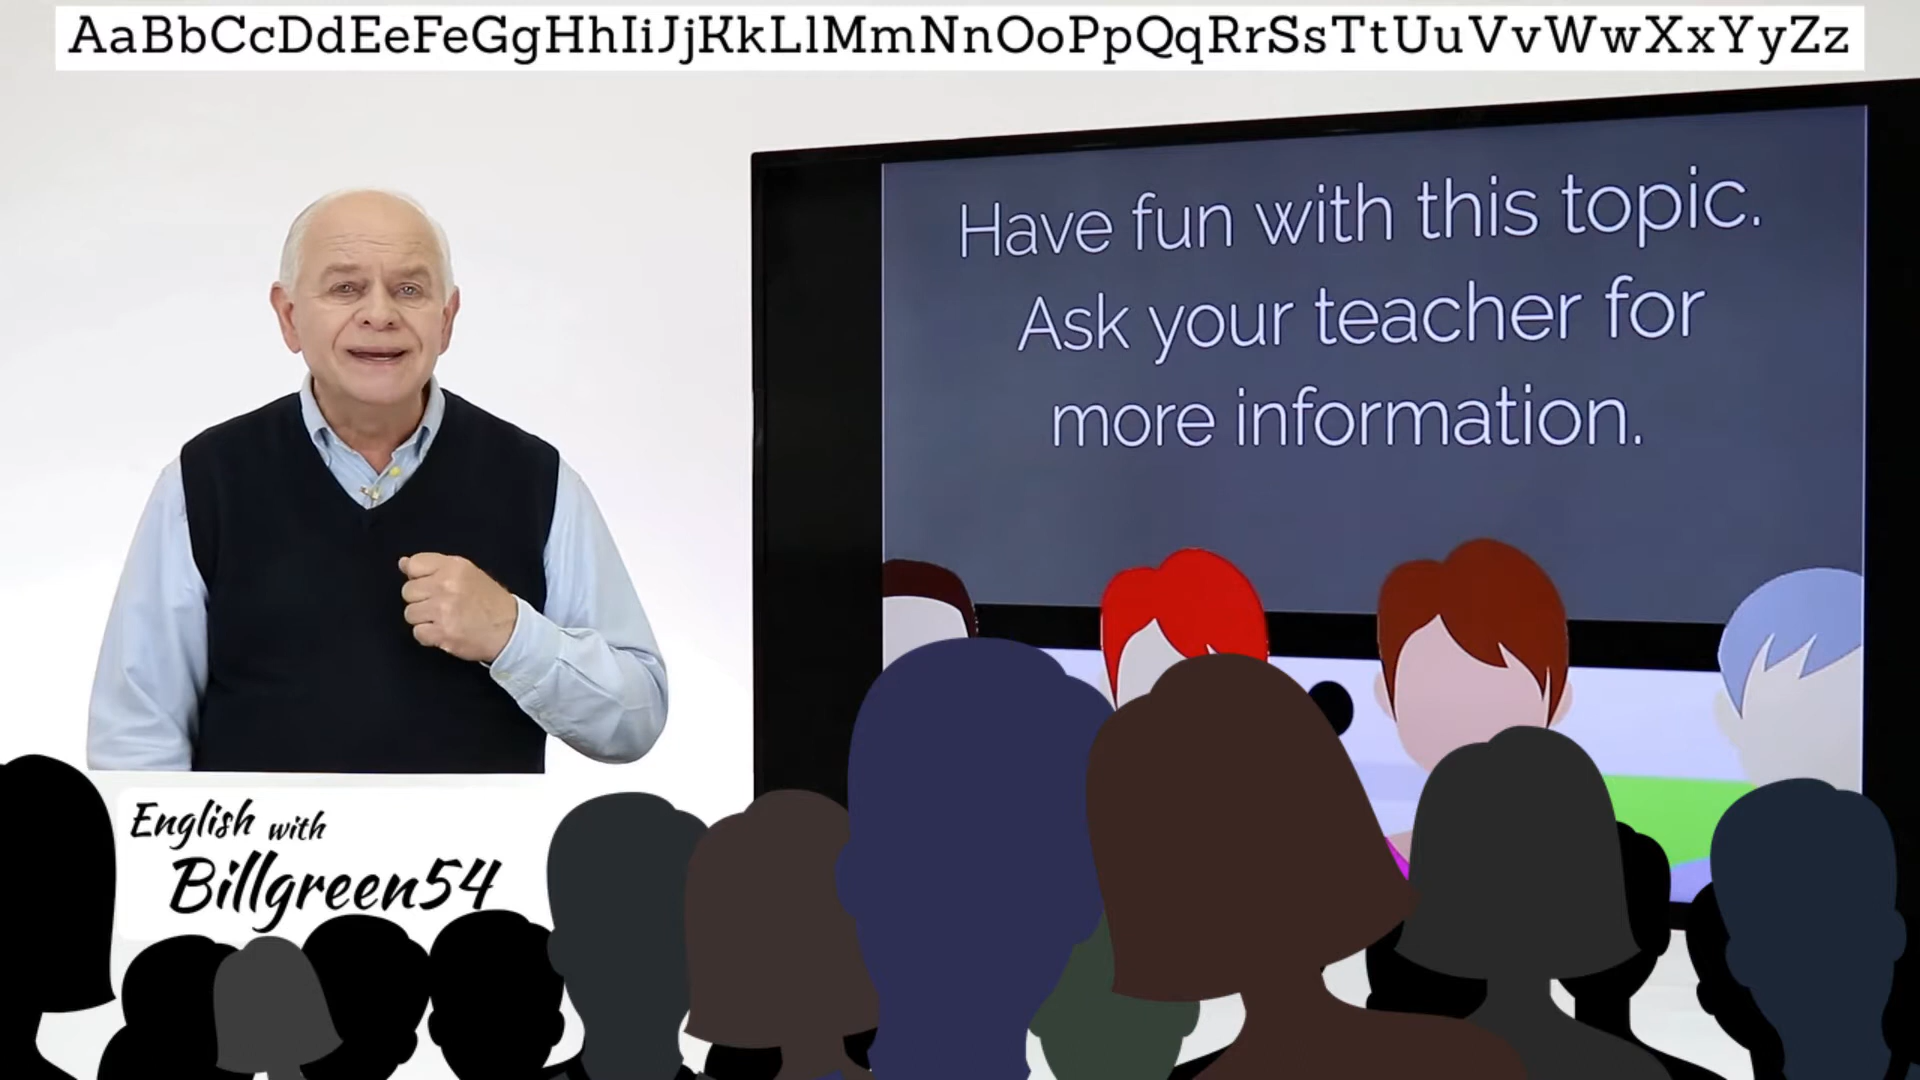 AaBbCcDdEeFeGgHhIiJjKkLlMmNnOoPpQqRrSsTtUuVvWwXxYyZz
Have fun with this topic.
Ask your teacher for
more information.
English with
Billgreen54